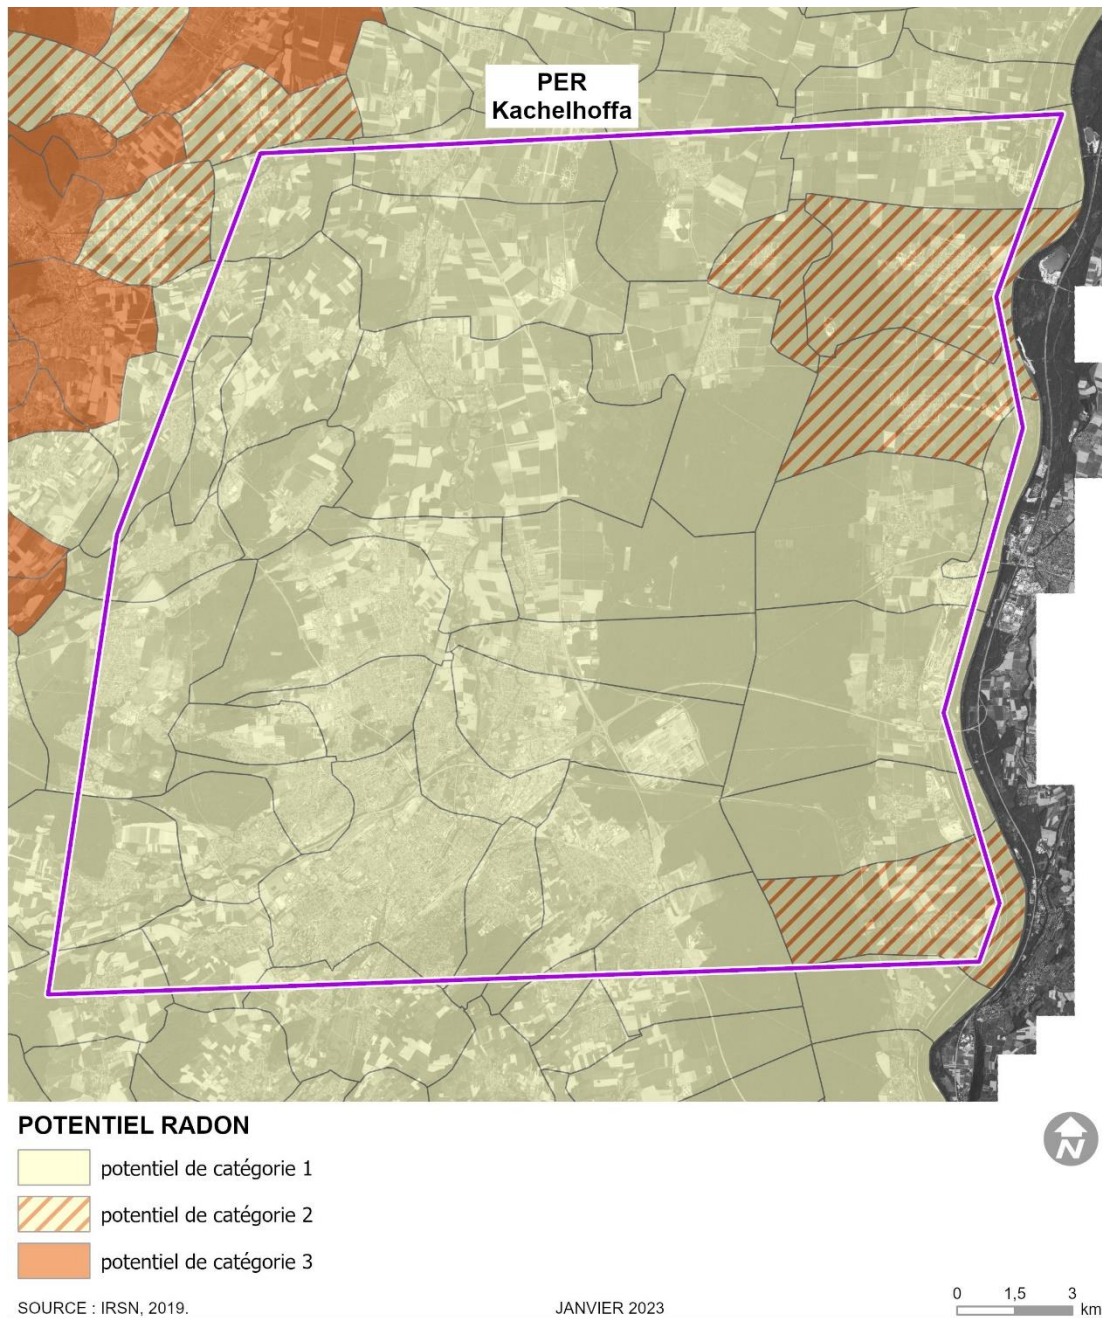 PER
Kachelhoffa
POTENTIEL RADON
potentiel de catégorie 1
potentiel de catégorie 2
potentiel de catégorie 3
N
SOURCE : IRSN, 2019.
JANVIER 2023
0 1,5 3
km